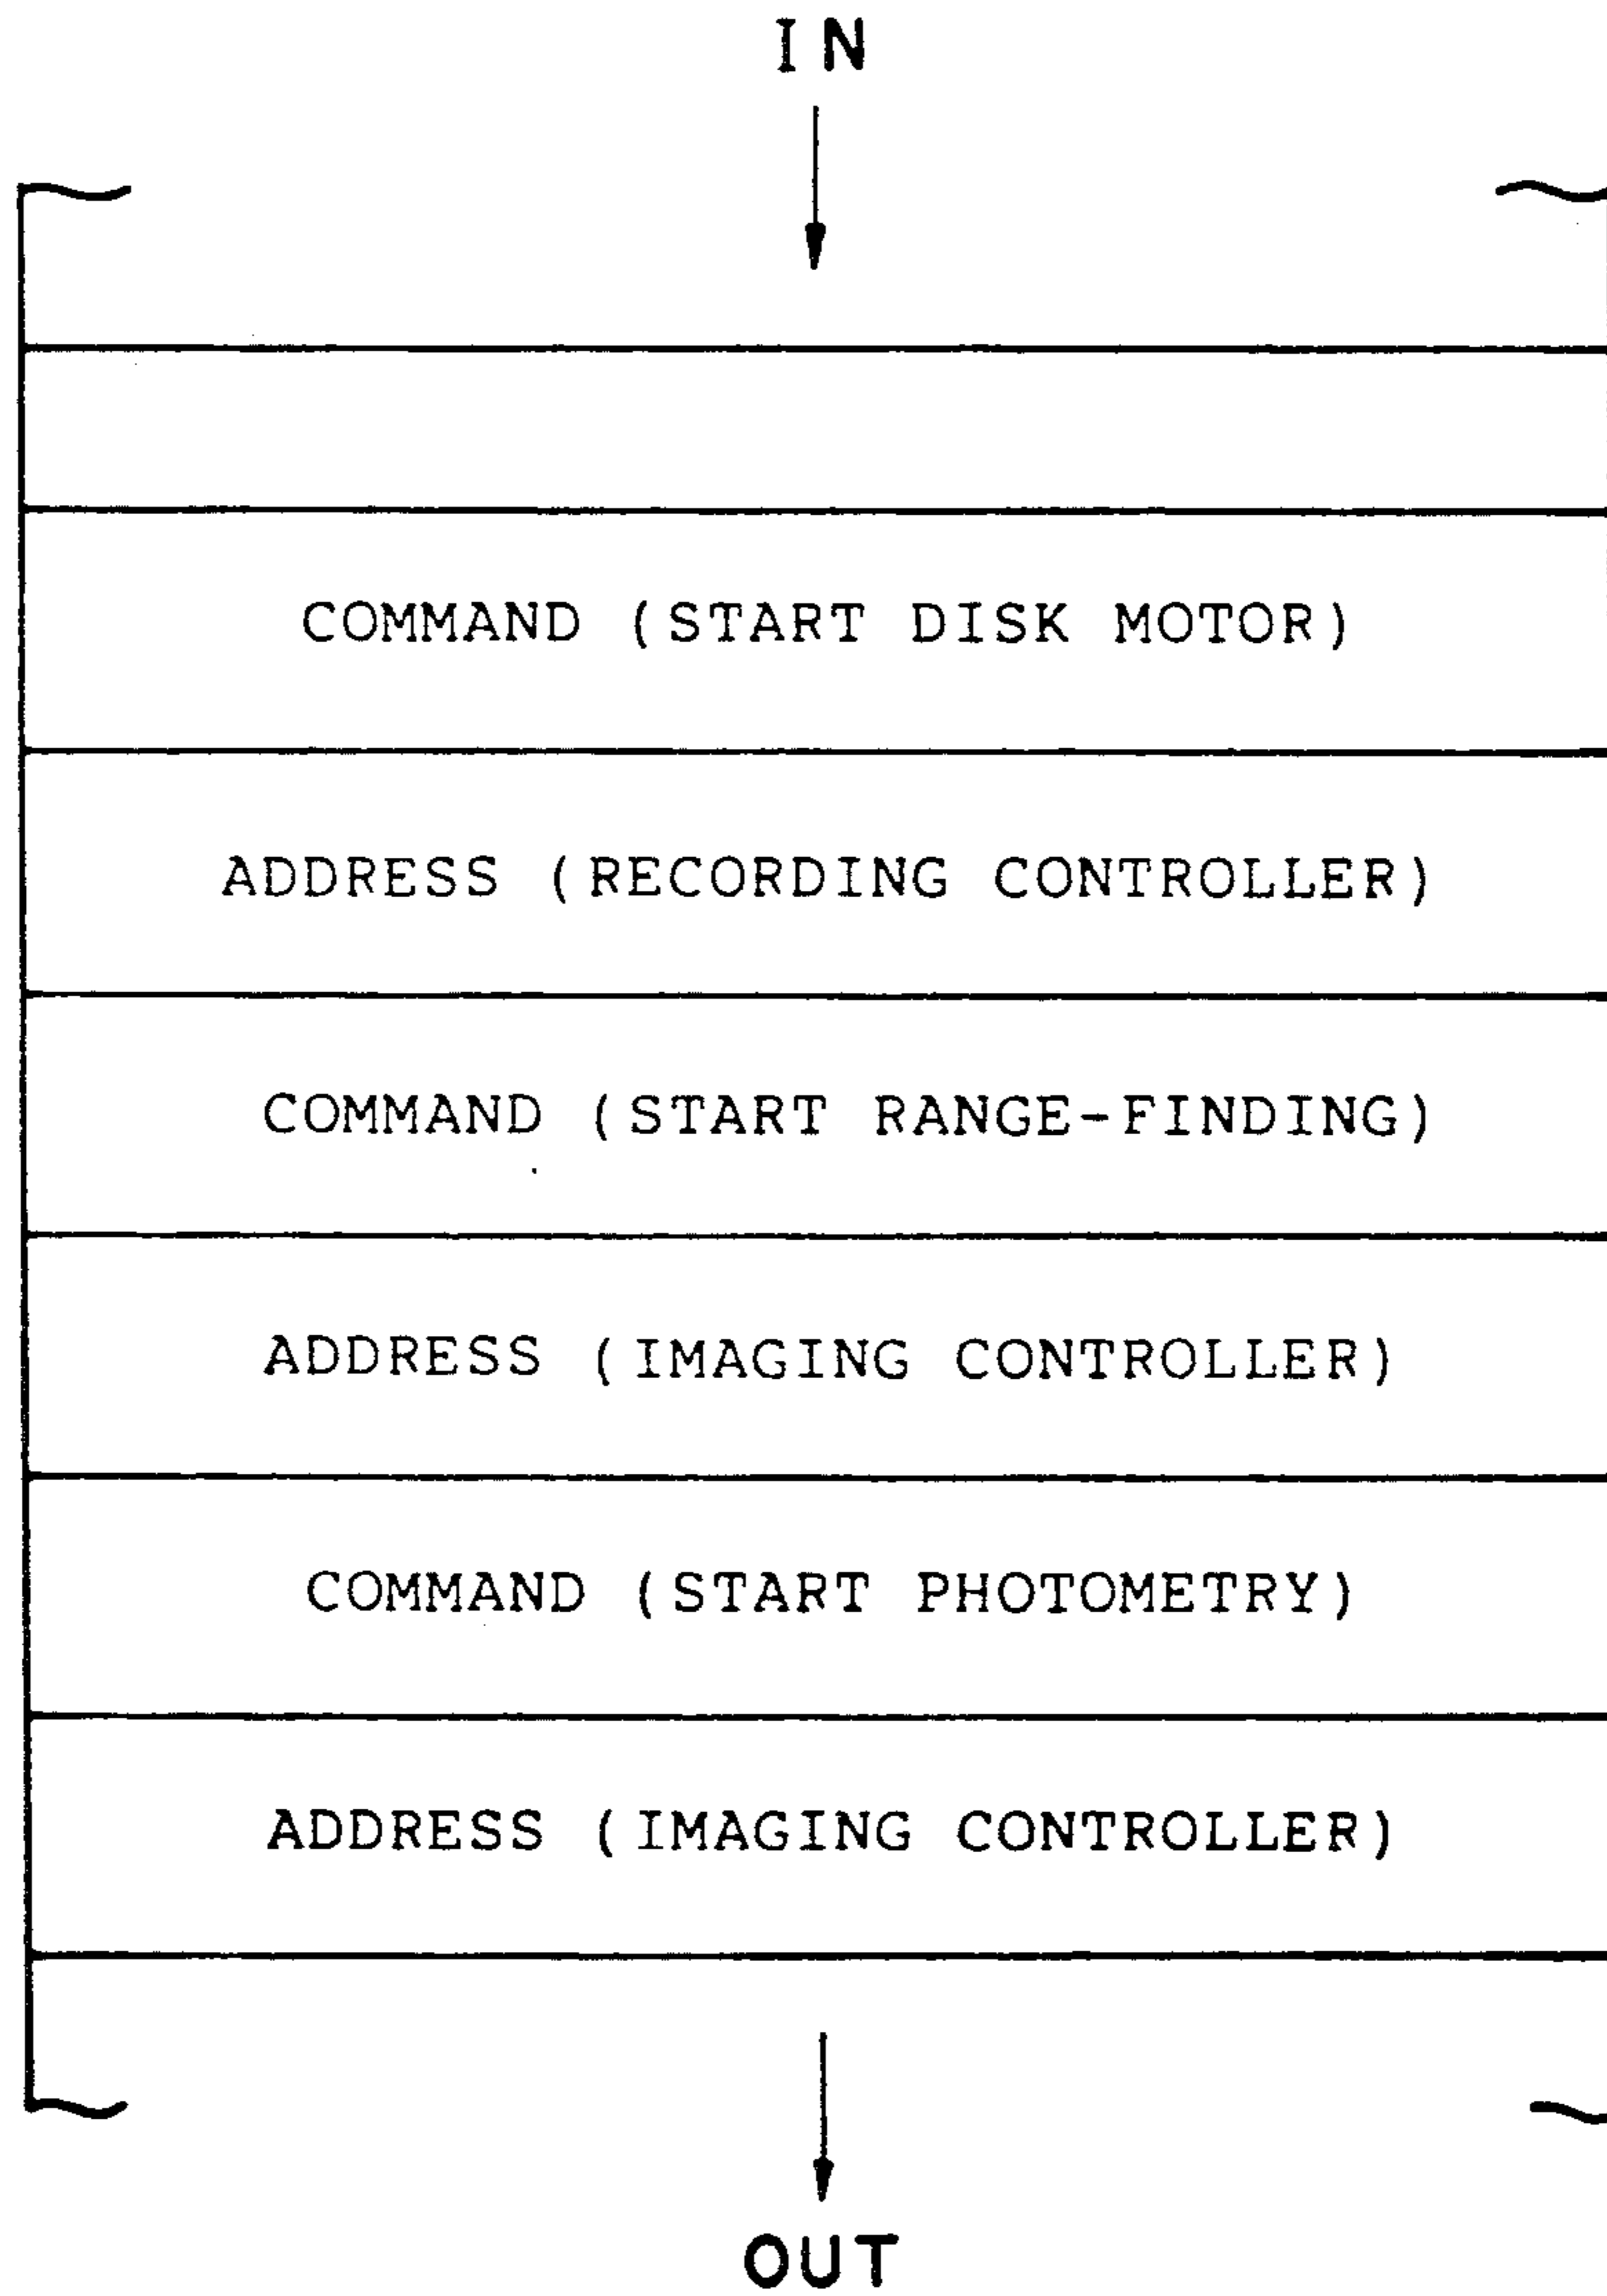 IN
COMMAND (START DISK MOTOR)
ADDRESS (RECORDING CONTROLLER)
COMMAND (START RANGE-FINDING)
ADDRESS (IMAGING CONTROLLER)
COMMAND (START PHOTOMETRY)
ADDRESS (IMAGING CONTROLLER)
OUT